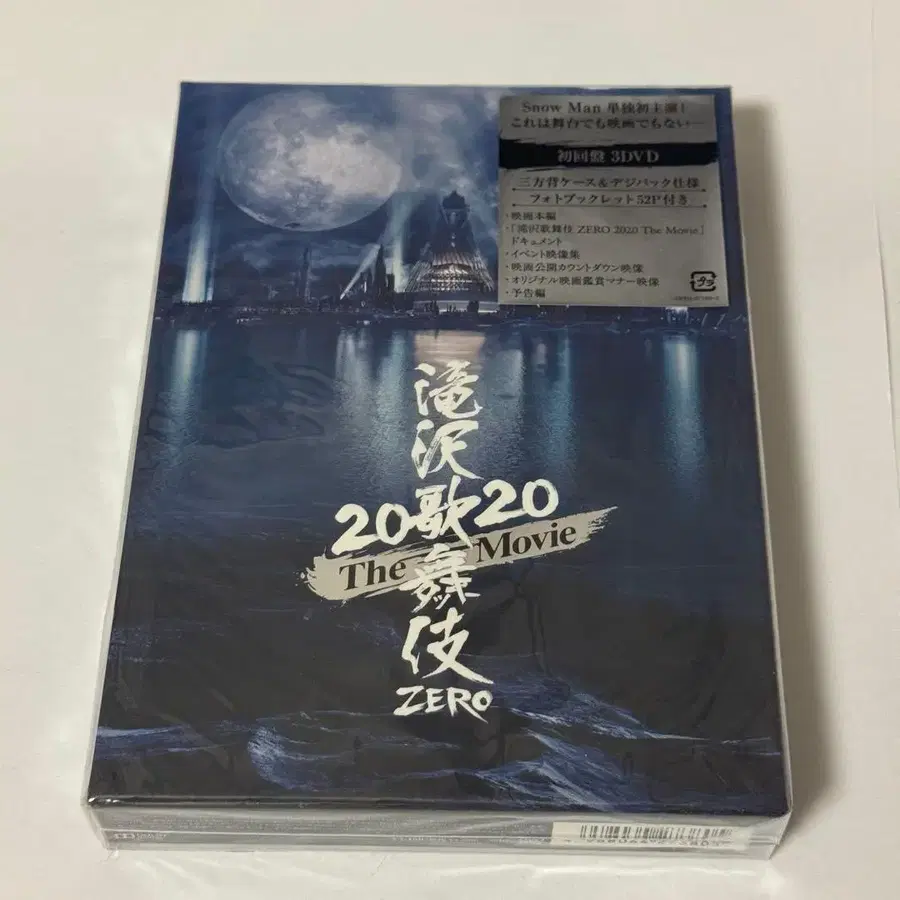 Snow Man 単独初主演!
これは舞台でも映画でもない…
初回盤 3DVD
三方背ケース&デジパック仕様
フォトブックレット52P付き
・映画本編
・「滝沢歌舞伎 ZERO 2020 The Movie」
ドキュメント
・イベント映像集
・映画公開カウントダウン映像
・オリジナル映画鑑賞マナー映像
・予告編
プラ
滝沢歌舞伎
2020
The Movie
ZERO